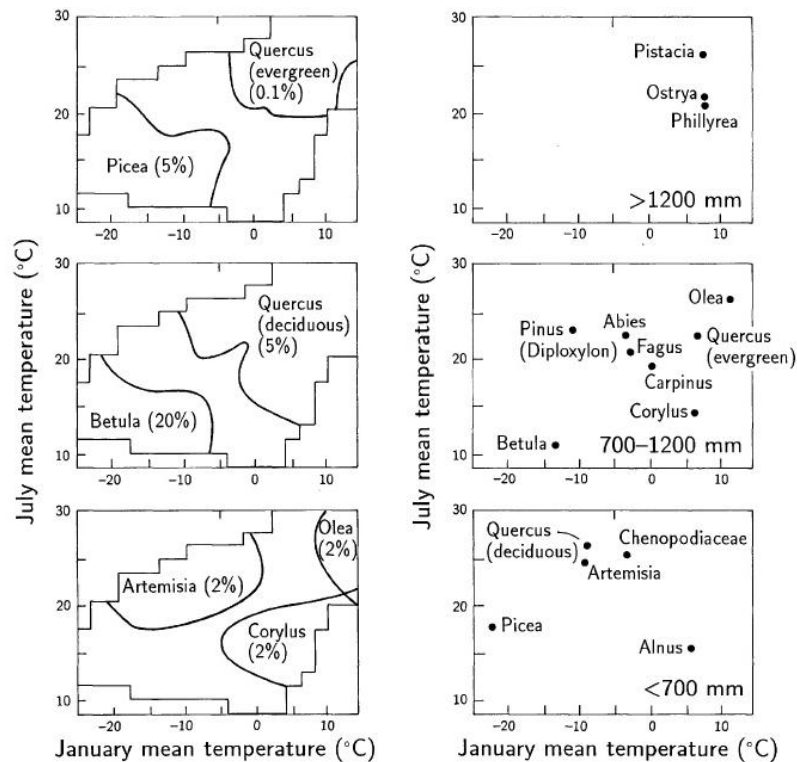 July mean temperature (°C)
30
20
10
-20
-10
0
10
Quercus
(evergreen)
(0.1%)
Picea (5%)
30
20
10
-20
-10
0
10
Pistacia
Ostrya
Phillyrea
>1200 mm
30
20
10
-20
-10
0
10
Quercus
(deciduous)
5%)
Betula (20%)
July mean temperature (°C)
30
20
10
-20
-10
0
10
Olea
Pinus
(Diploxylon)
Abies
Fagus
Quercus
(evergreen)
Carpinus
Corylus
Betula
700–1200 mm
30
20
10
-20
-10
0
10
Olea
(2%)
Artemisia (2%)
Corylus
(2%)
January mean temperature (°C)
30
20
10
-20
-10
0
10
Quercus
(deciduous)
Chenopodiaceae
Artemisia
Picea
Alnus
<700 mm
January mean temperature (°C)